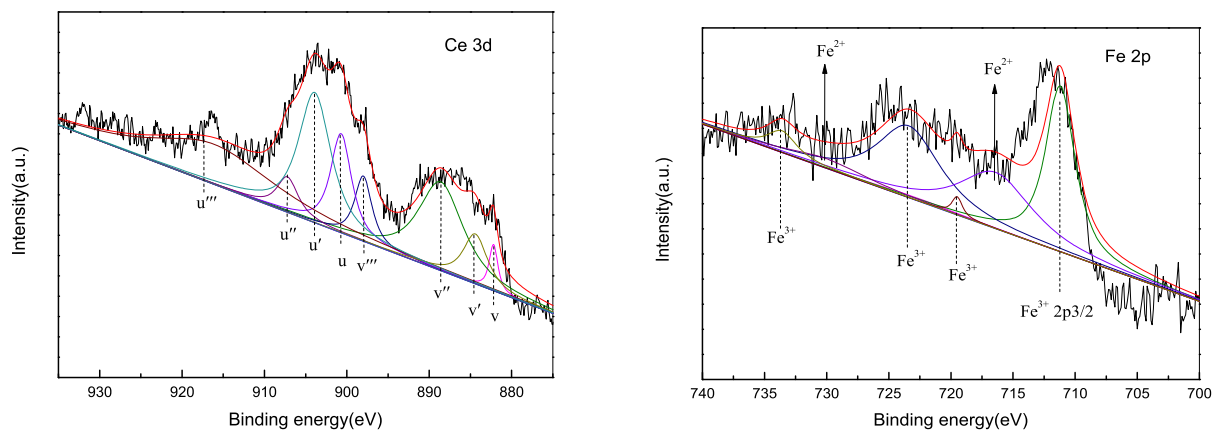 Ce 3d
Intensity(a.u.)
u′′′
u′′
u′
u
v′′′
v′′
v′
v
930 920 910 900 890 880
Binding energy(eV)
Fe 2p
Fe2+
Fe2+
Intensity(a.u.)
Fe3+
Fe3+
Fe3+
Fe3+ 2p3/2
740 735 730 725 720 715 710 705 700
Binding energy(eV)